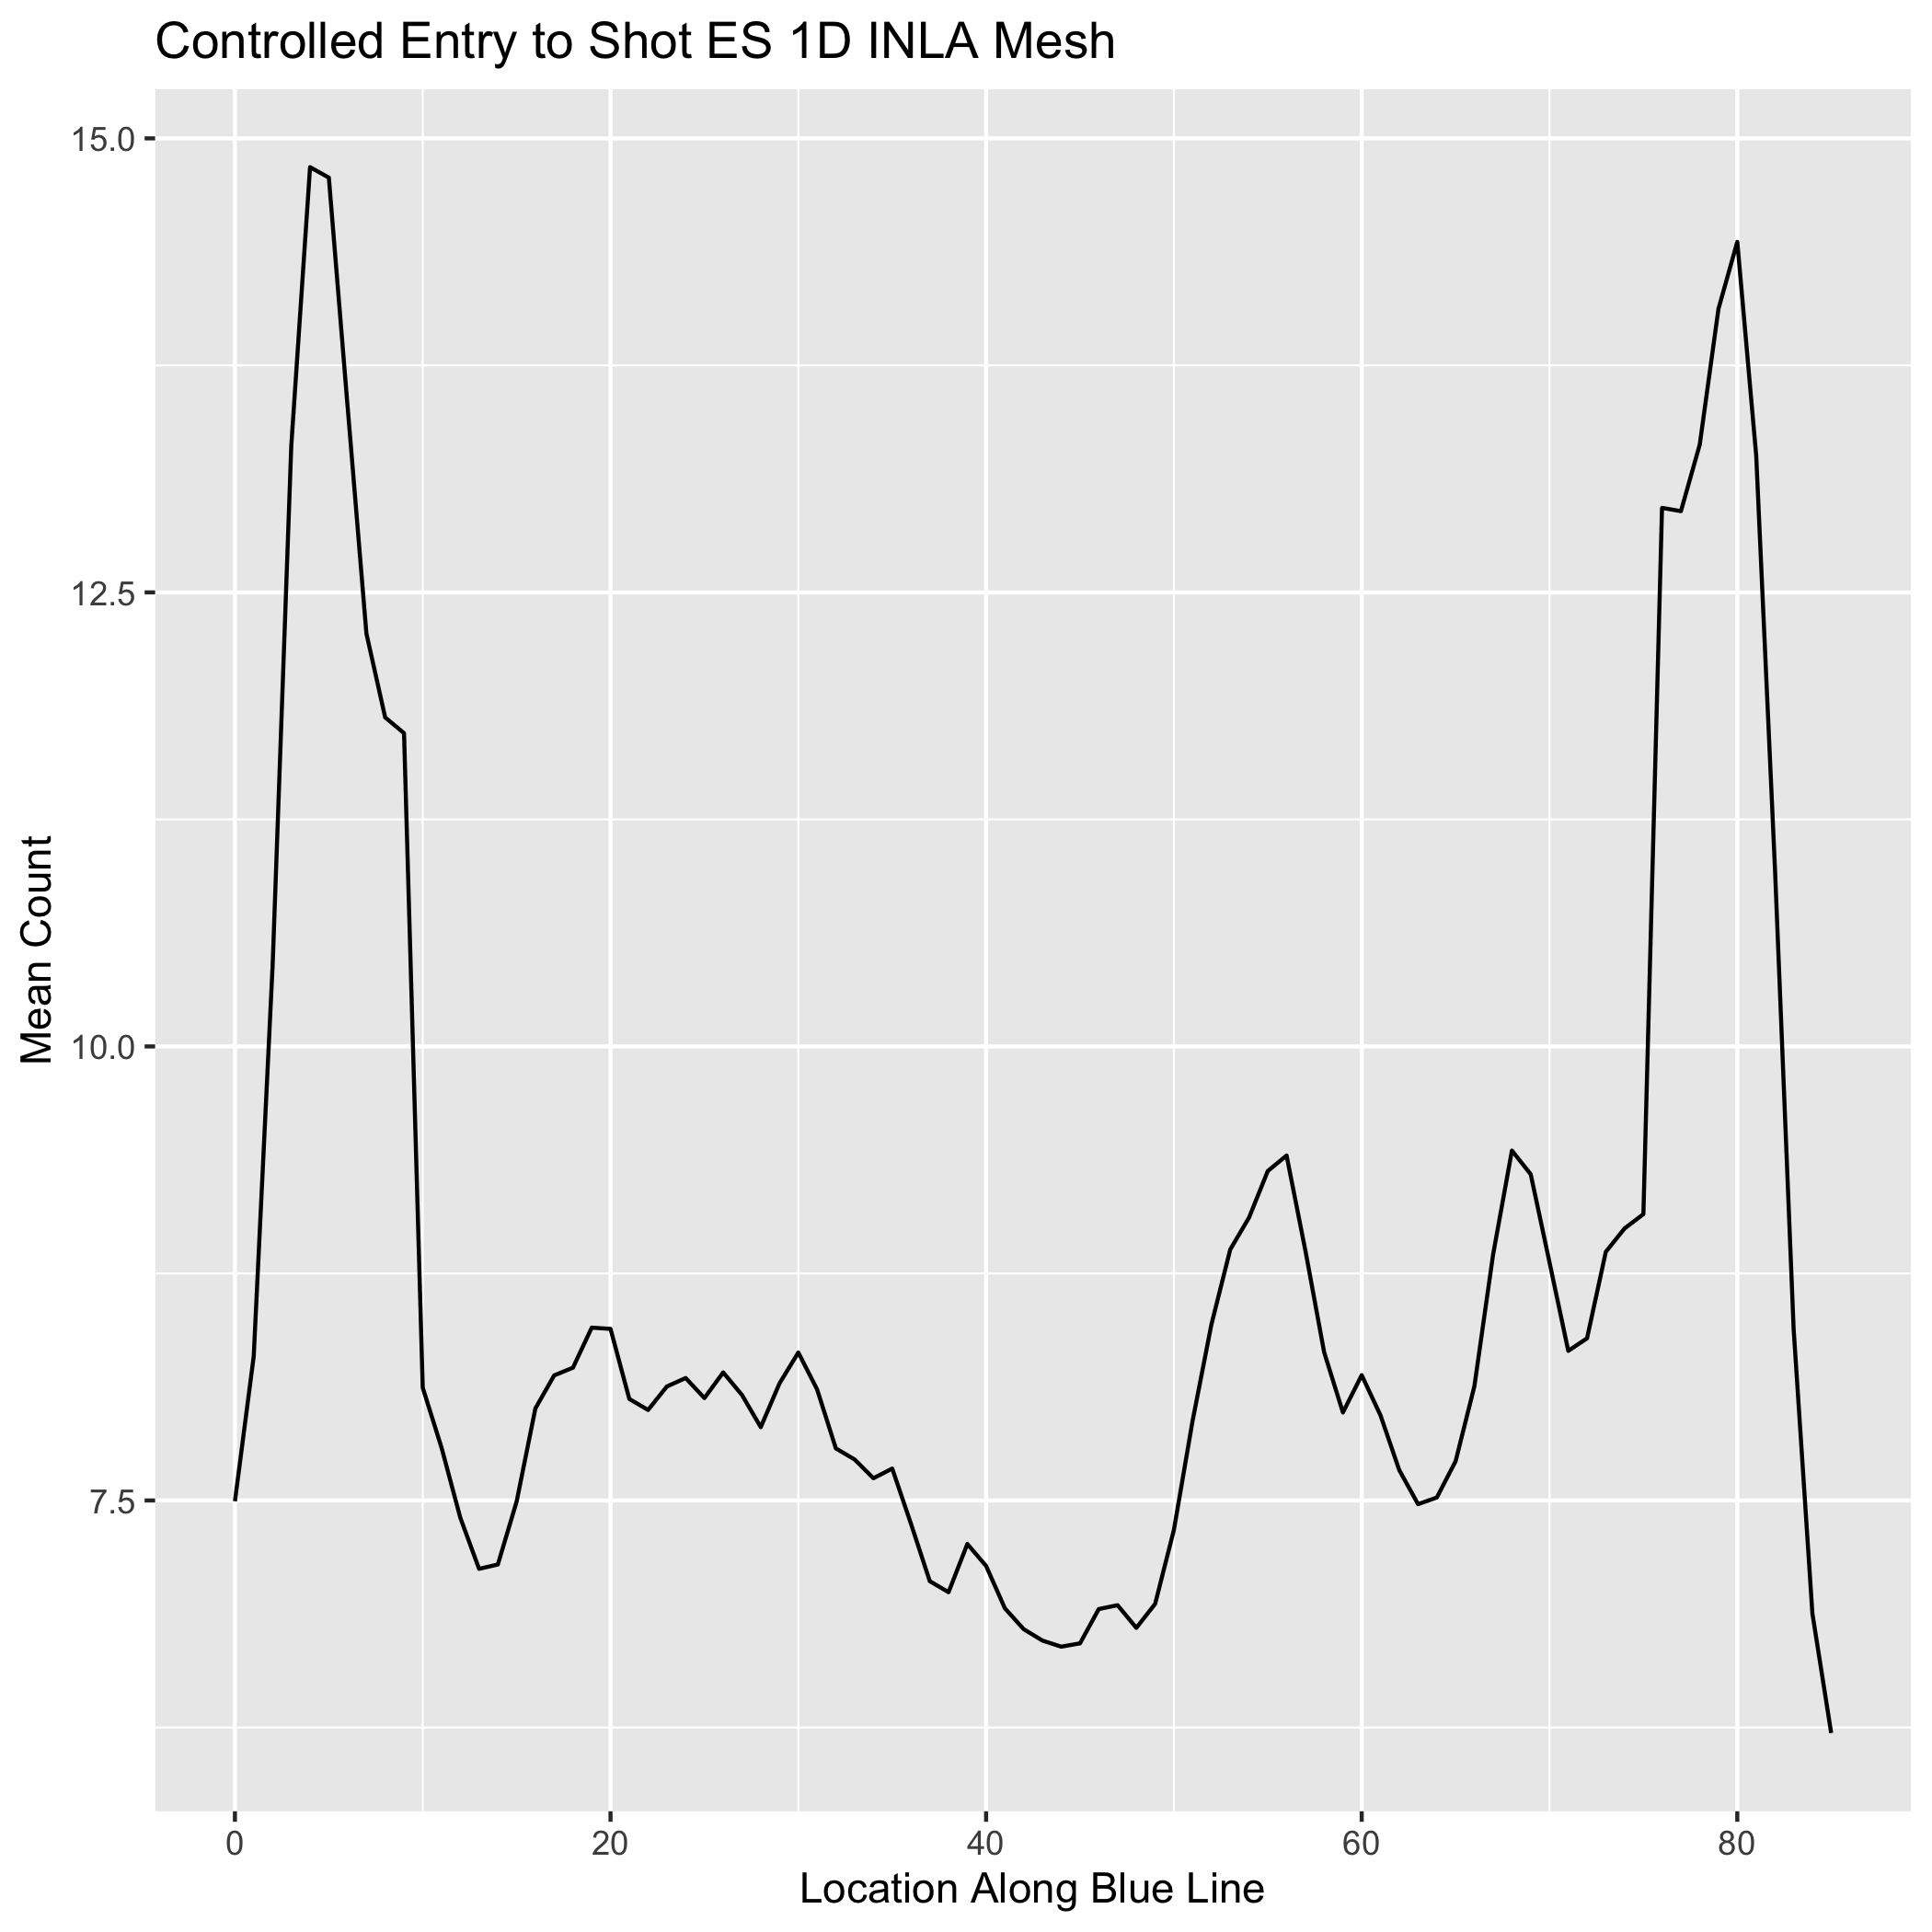 Controlled Entry to Shot ES 1D INLA Mesh
15.0
12.5
10.0
7.5
Mean Count
0 20 40 60 80
Location Along Blue Line